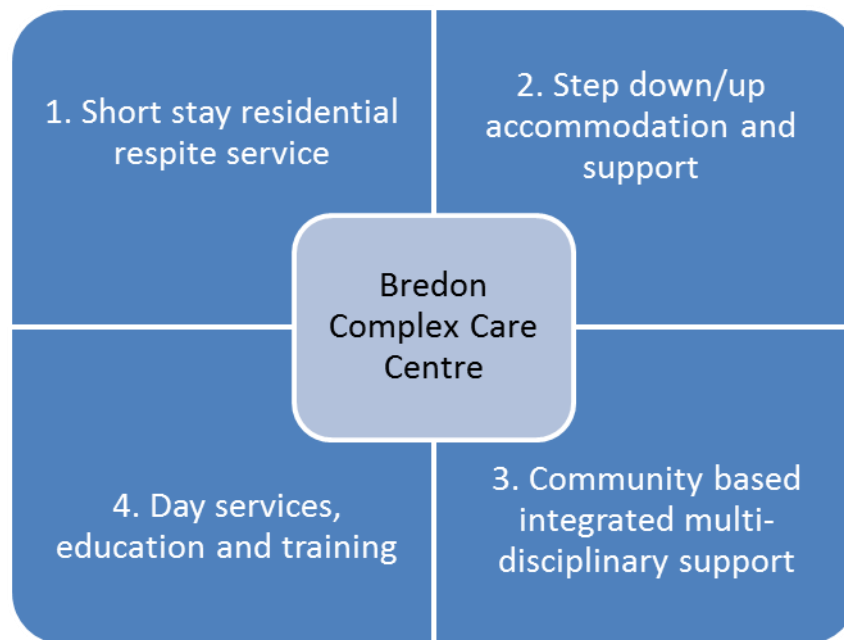 1. Short stay residential
respite service
2. Step down/up
accommodation and
support
Bredon
Complex Care
Centre
4. Day services,
education and training
3. Community based
integrated multi-
disciplinary support